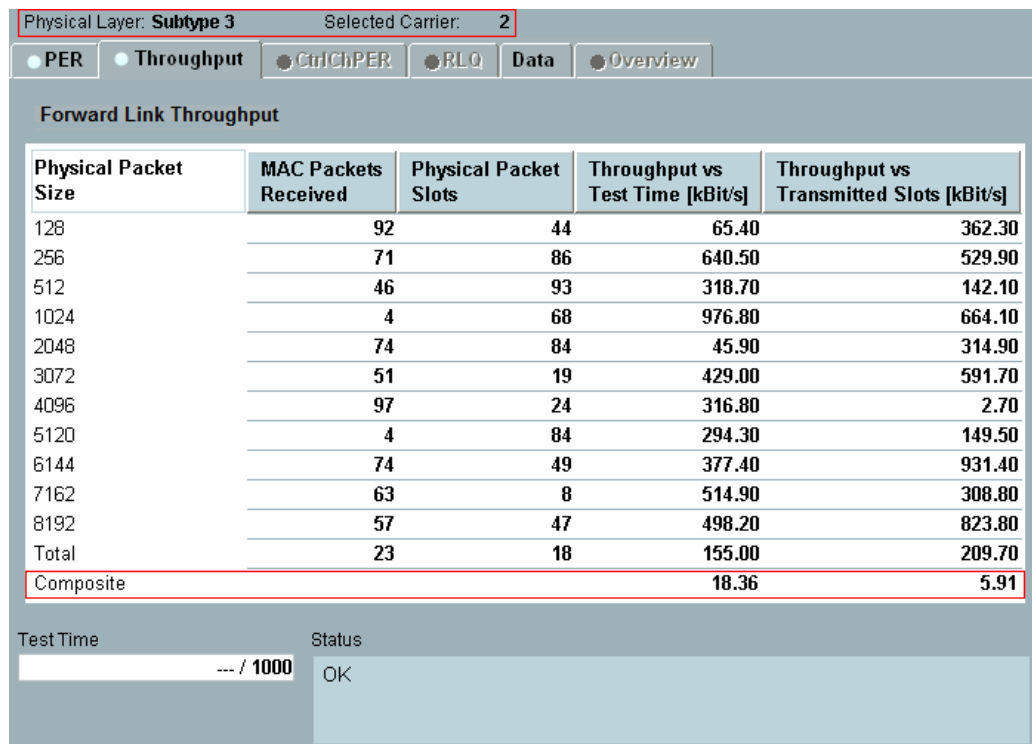 Physical Layer: Subtype 3 Selected Carrier: 2
PER Throughput CtrlChPER RLQ Data Overview
Forward Link Throughput
Physical Packet Size MAC Packets Received Physical Packet Slots Throughput vs Test Time [kBit/s] Throughput vs Transmitted Slots [kBit/s]
128 92 44 65.40 362.30
256 71 86 640.50 529.90
512 46 93 318.70 142.10
1024 4 68 976.80 664.10
2048 74 84 45.90 314.90
3072 51 19 429.00 591.70
4096 97 24 316.80 2.70
5120 4 84 294.30 149.50
6144 74 49 377.40 931.40
7162 63 8 514.90 308.80
8192 57 47 498.20 823.80
Total 23 18 155.00 209.70
Composite 18.36 5.91
Test Time Status
--- / 1000 OK